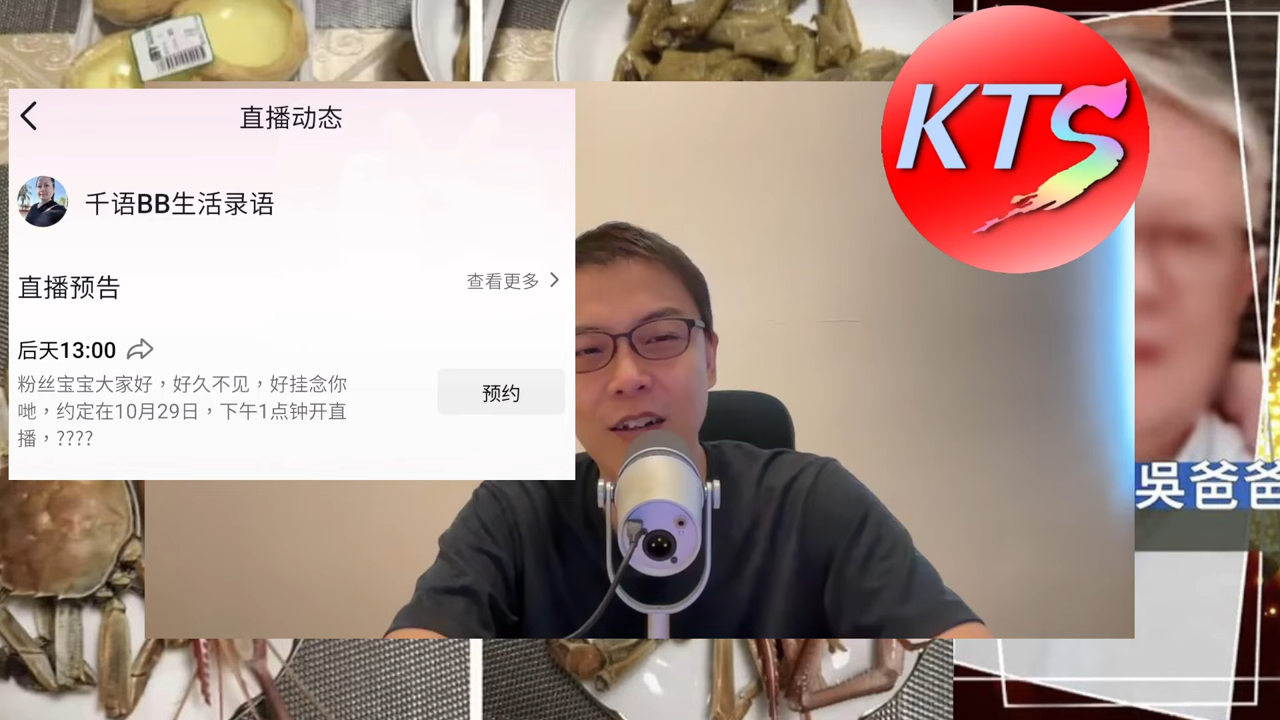 直播动态
千语BB生活录语
直播预告
查看更多
后天13:00
粉丝宝宝大家好，好久不见，好挂念你
哋，约定在10月29日，下午1点钟开直
播，????
预约
KTS
吳爸爸